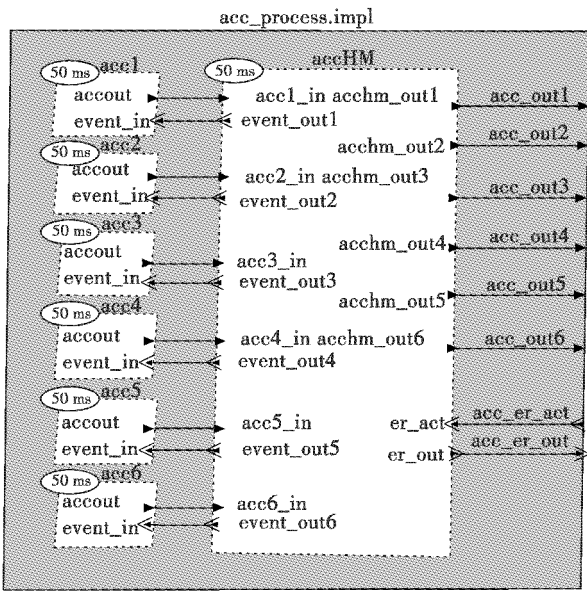 acc_process.impl
50 ms acc1 50 ms accHM
accout acc1_in acchm_out1 acc_out1
event_in event_out1
acchm_out2 acc_out2
50 ms acc2
accout acc2_in acchm_out3 acc_out3
event_in event_out2
50 ms acc3
accout acchm_out4 acc_out4
acc3_in
event_in event_out3
acchm_out5 acc_out5
50 ms acc4
accout acc4_in acchm_out6 acc_out6
event_in event_out4
50 ms acc5
accout acc5_in er_act acc_er_act
event_in event_out5 er_out acc_er_out
50 ms acc6
accout acc6_in
event_in event_out6